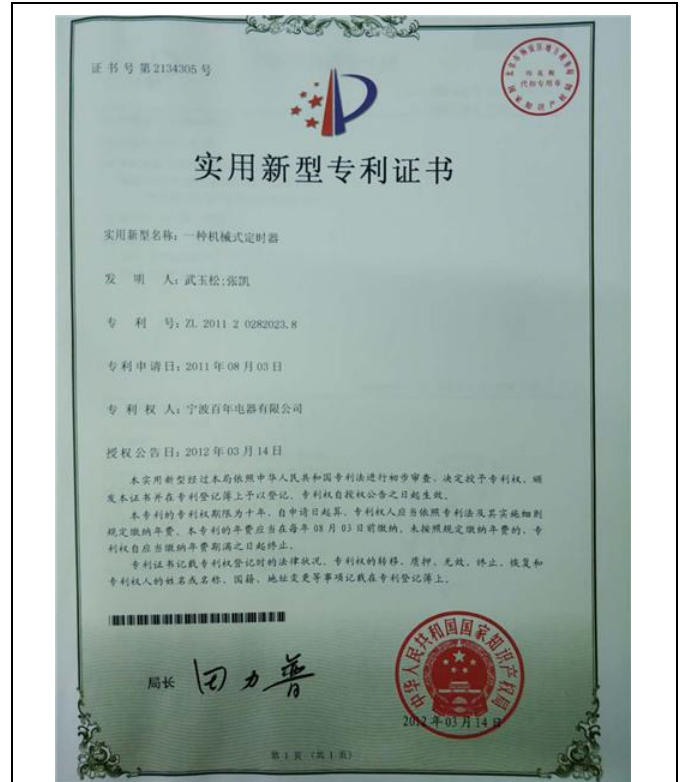 证书号第2134305号
实用新型专利证书
实用新型名称：一种机械式定时器
发 明 人：武玉松;张凯
专 利 号：ZL 2011 2 0282023.8
专利申请日：2011年08月03日
专 利 权 人：宁波百年电器有限公司
授权公告日：2012年03月14日
本实用新型经过本局依照中华人民共和国专利法进行初步审查，决定授予专利权，颁
发本证书并在专利登记簿上予以登记。专利权自授权公告之日起生效。
本专利的专利权期限为十年，自申请日起算。专利权人应当依照专利法及其实施细则
规定缴纳年费。本专利的年费应当在每年08月03日前缴纳。未按照规定缴纳年费的，专
利权自应当缴纳年费期满之日起终止。
专利证书记载专利权登记时的法律状况。专利权的转移、质押、无效、终止、恢复和
专利权人的姓名或名称、国籍、地址变更等事项记载在专利登记簿上。
局长 田力普
中华人民共和国国家知识产权局
2012年03月14日
第1页（共1页）